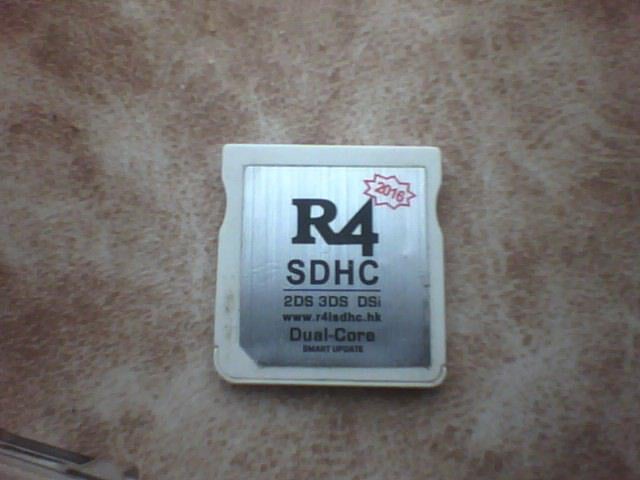 2016
R4
SDHC
2DS 3DS DSi
www.r4isdhc.hk
Dual-Core
SMART UPDATE